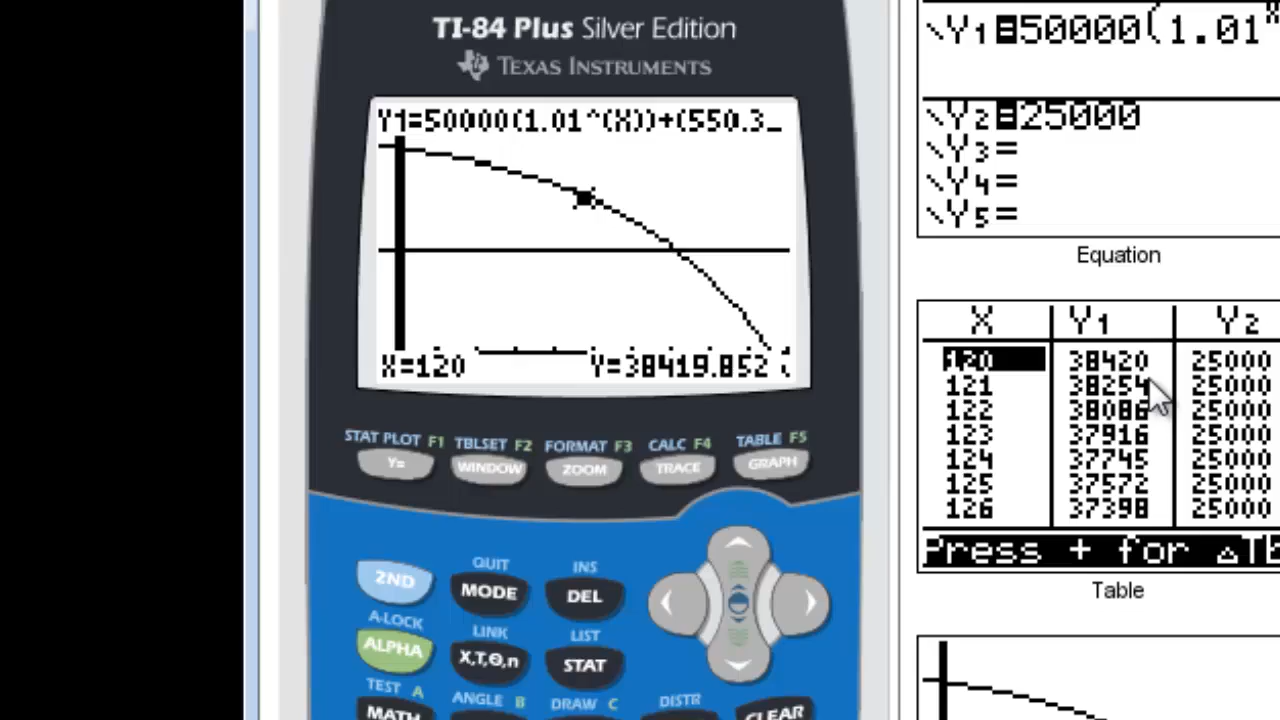 TI-84 Plus Silver Edition
TEXAS INSTRUMENTS
Y1=50000(1.01^(X))+(550.3
X=120 Y=38419.852
STAT PLOT F1 TBLSET F2 FORMAT F3 CALC F4 TABLE F5
Y= WINDOW ZOOM TRACE GRAPH
QUIT INS
2ND MODE DEL
A-LOCK LINK LIST
ALPHA X,T,Θ,n STAT
TEST A ANGLE B DRAW C DISTR
MATH CLEAR
\Y1=50000(1.01^
\Y2=25000
\Y3=
\Y4=
\Y5=
Equation
X Y1 Y2
120 38420 25000
121 38254 25000
122 38086 25000
123 37916 25000
124 37745 25000
125 37572 25000
126 37398 25000
Press + for △Tb
Table